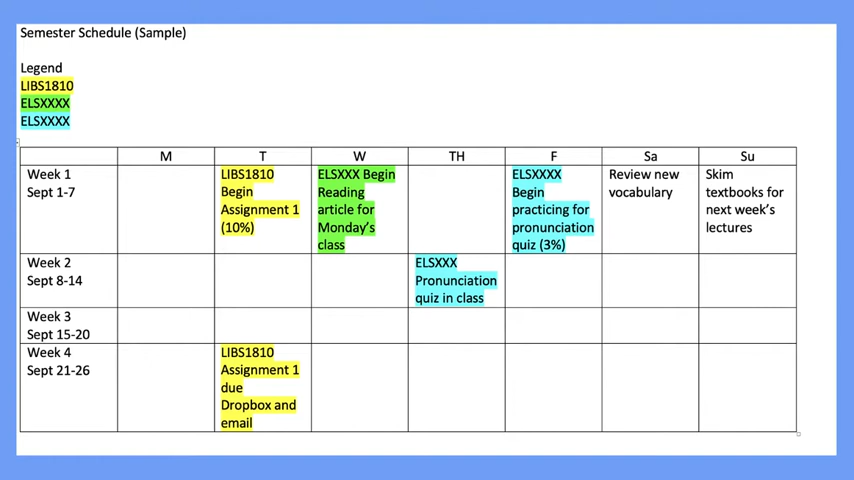 Semester Schedule (Sample)
Legend
LIBS1810
ELSXXXX
ELSXXXX
M T W TH F Sa Su
Week 1
Sept 1-7
LIBS1810
Begin
Assignment 1
(10%)
ELSXXX Begin
Reading
article for
Monday's
class
ELSXXXX
Begin
practicing for
pronunciation
quiz (3%)
Review new
vocabulary
Skim
textbooks for
next week's
lectures
Week 2
Sept 8-14
ELSXXX
Pronunciation
quiz in class
Week 3
Sept 15-20
Week 4
Sept 21-26
LIBS1810
Assignment 1
due
Dropbox and
email